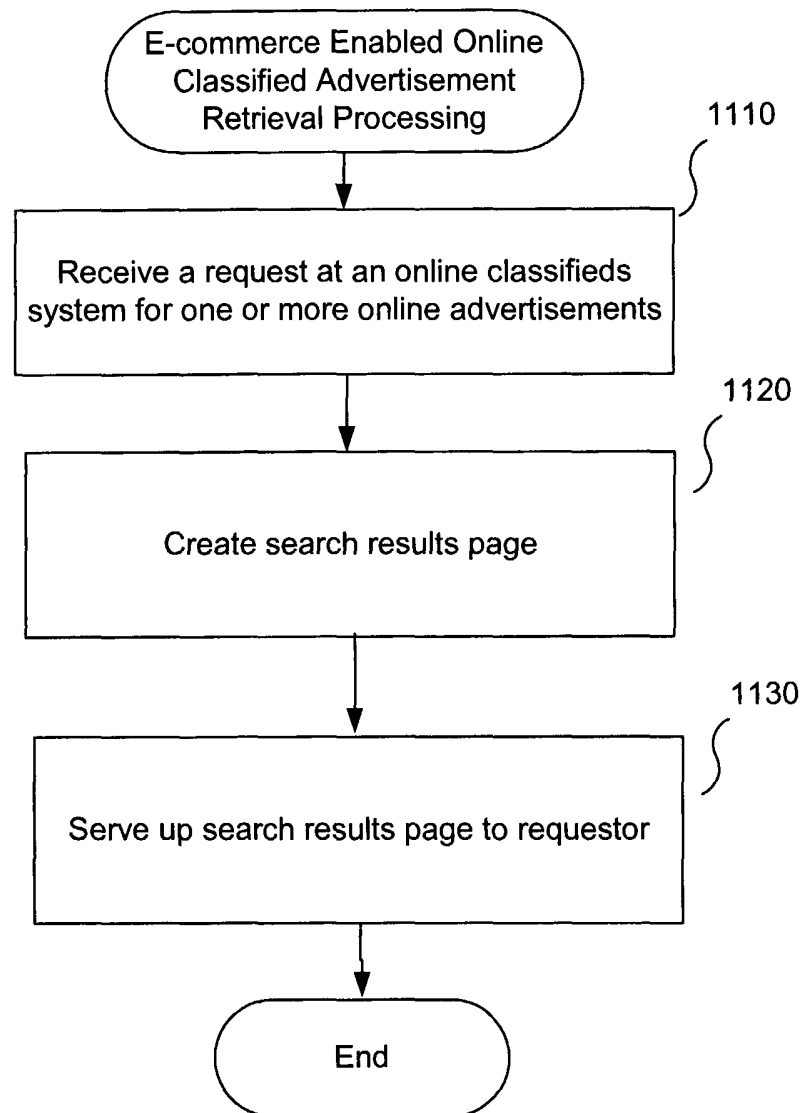 E-commerce Enabled Online
Classified Advertisement
Retrieval Processing
1110
Receive a request at an online classifieds
system for one or more online advertisements
1120
Create search results page
1130
Serve up search results page to requestor
End